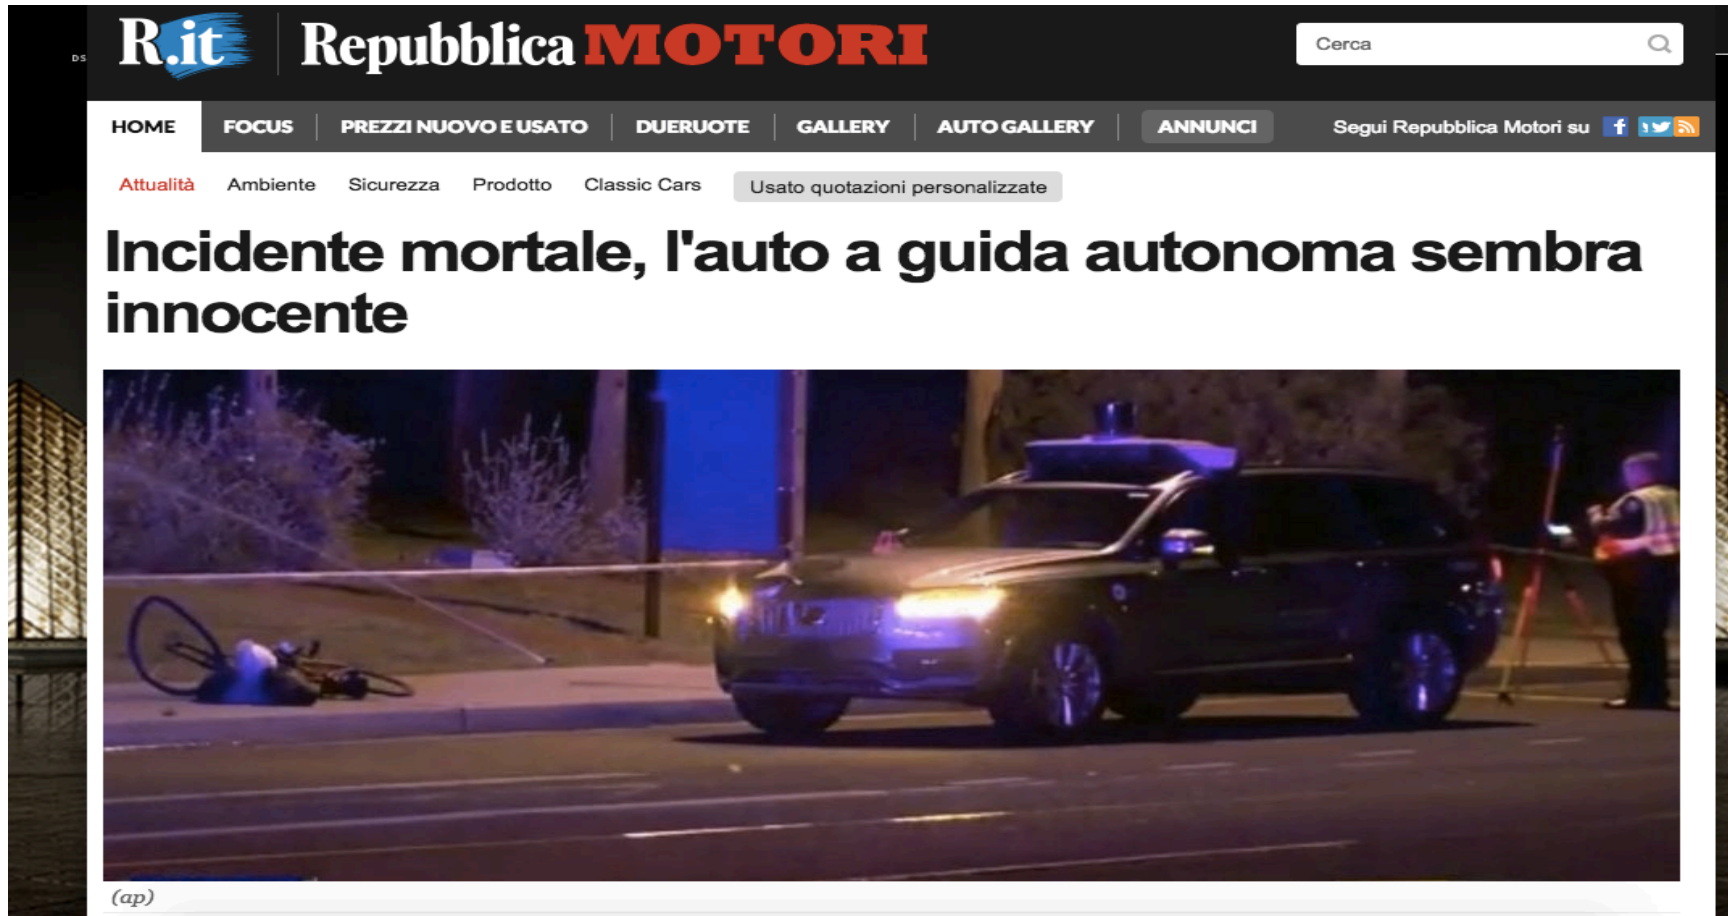 DS
R.it Repubblica MOTORI
Cerca
HOME FOCUS PREZZI NUOVO E USATO DUERUOTE GALLERY AUTO GALLERY ANNUNCI Segui Repubblica Motori su
Attualità Ambiente Sicurezza Prodotto Classic Cars Usato quotazioni personalizzate
Incidente mortale, l'auto a guida autonoma sembra
innocente
(ap)